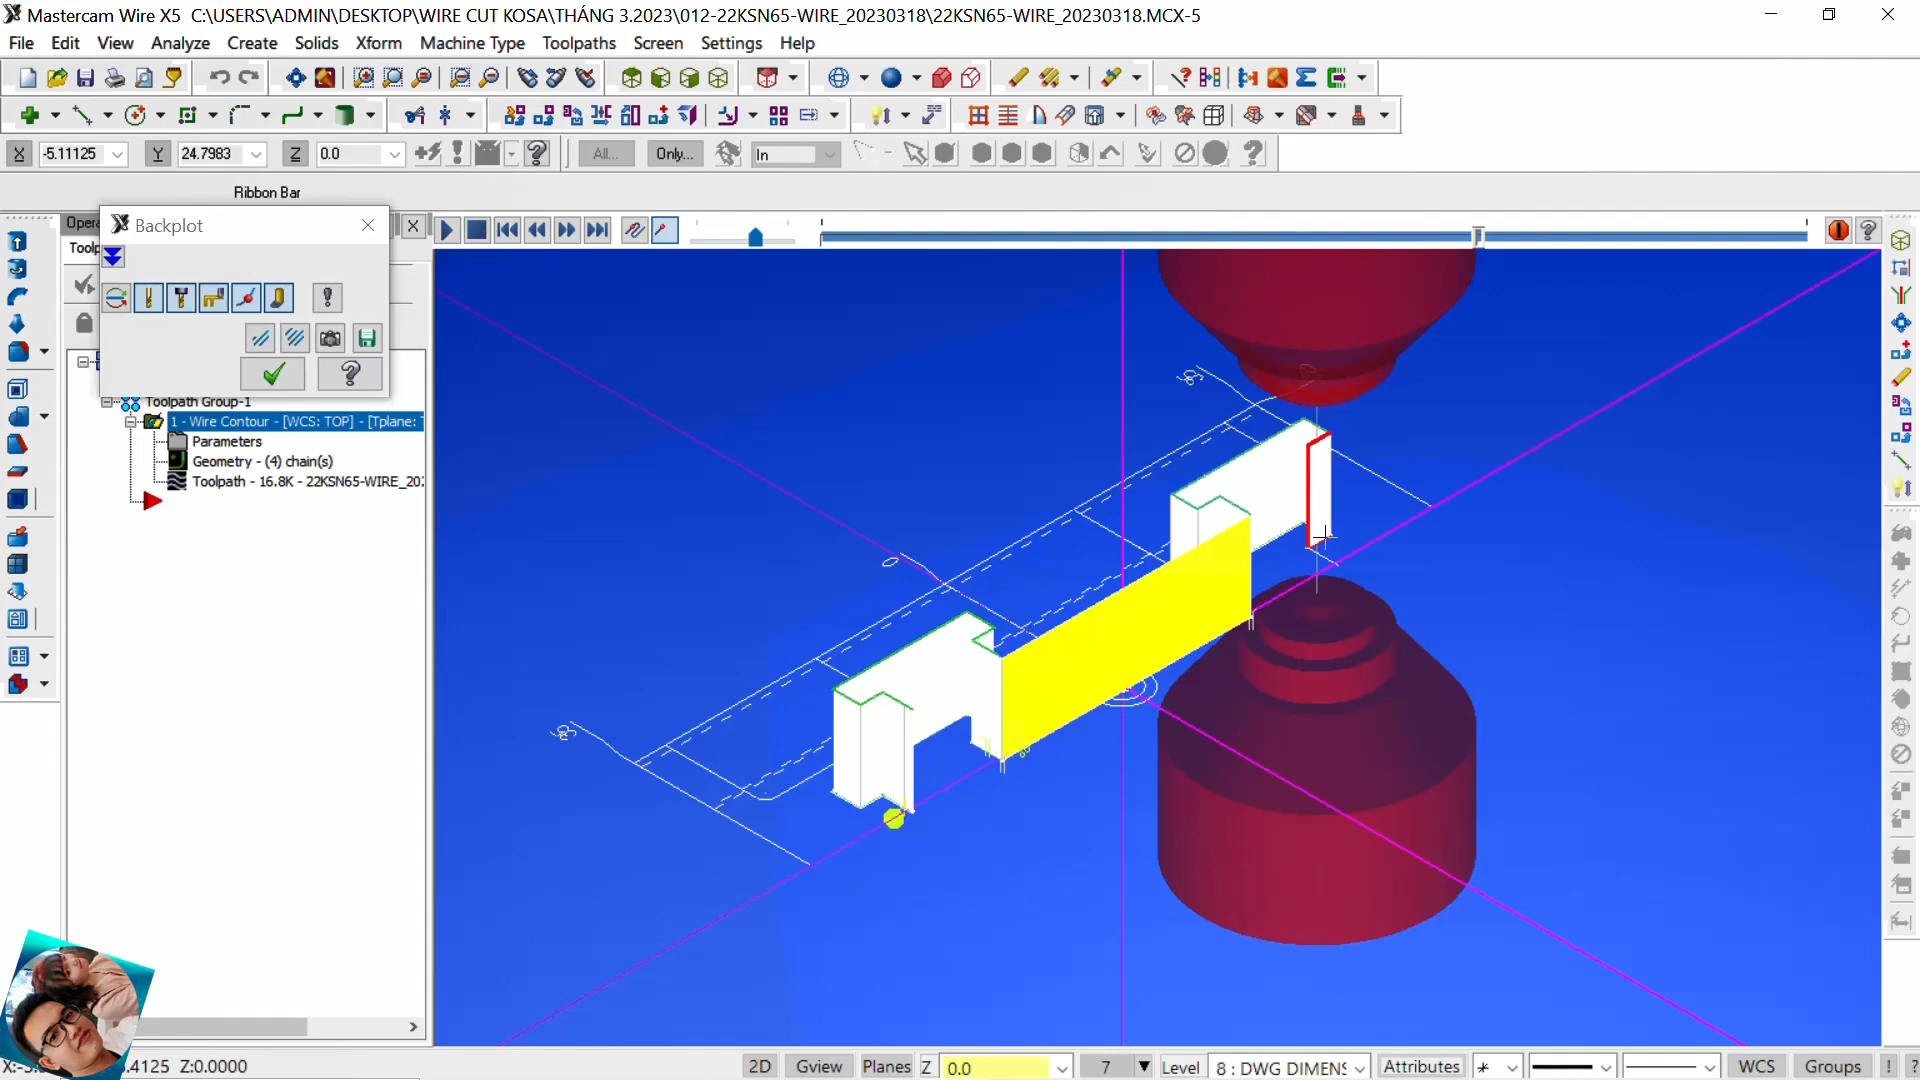 Mastercam Wire X5 C:\USERS\ADMIN\DESKTOP\WIRE CUT KOSA\THÁNG 3.2023\012-22KSN65-WIRE_20230318\22KSN65-WIRE_20230318.MCX-5
File Edit View Analyze Create Solids Xform Machine Type Toolpaths Screen Settings Help
X -5.11125 Y 24.7983 Z 0.0 All... Only... In
Ribbon Bar
Opera
Backplot
Toolp
Toolpath Group-1
1 - Wire Contour - [WCS: TOP] - [Tplane:
Parameters
Geometry - (4) chain(s)
Toolpath - 16.8K - 22KSN65-WIRE_20
0
.4125 Z:0.0000
2D Gview Planes Z 0.0 7 Level 8 : DWG DIMENS Attributes * WCS Groups ! ?